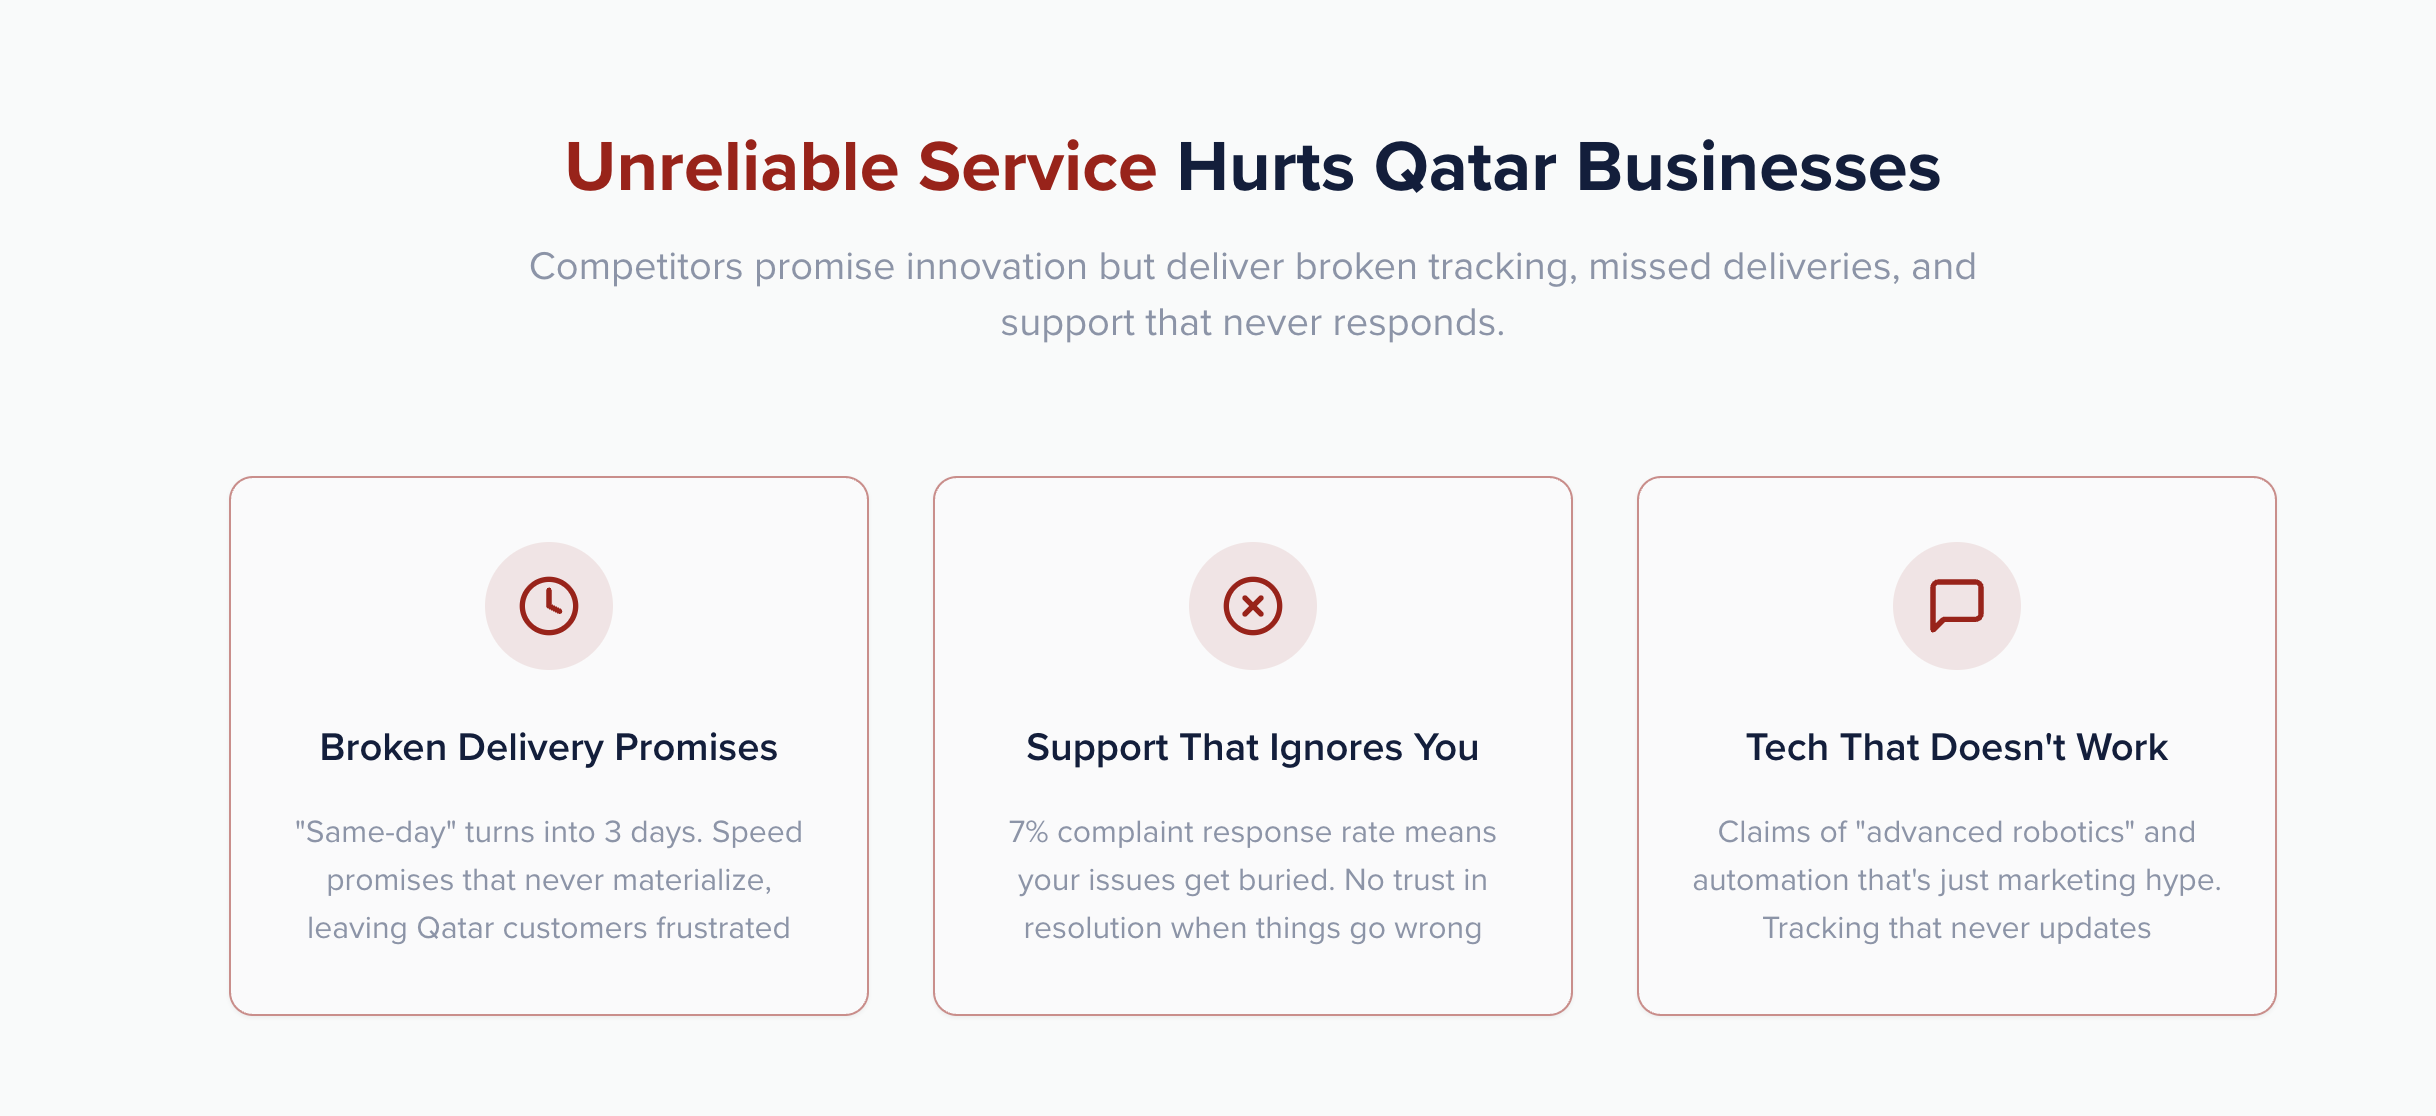 Unreliable Service Hurts Qatar Businesses
Competitors promise innovation but deliver broken tracking, missed deliveries, and
support that never responds.
Broken Delivery Promises
"Same-day" turns into 3 days. Speed
promises that never materialize,
leaving Qatar customers frustrated
Support That Ignores You
7% complaint response rate means
your issues get buried. No trust in
resolution when things go wrong
Tech That Doesn't Work
Claims of "advanced robotics" and
automation that's just marketing hype.
Tracking that never updates